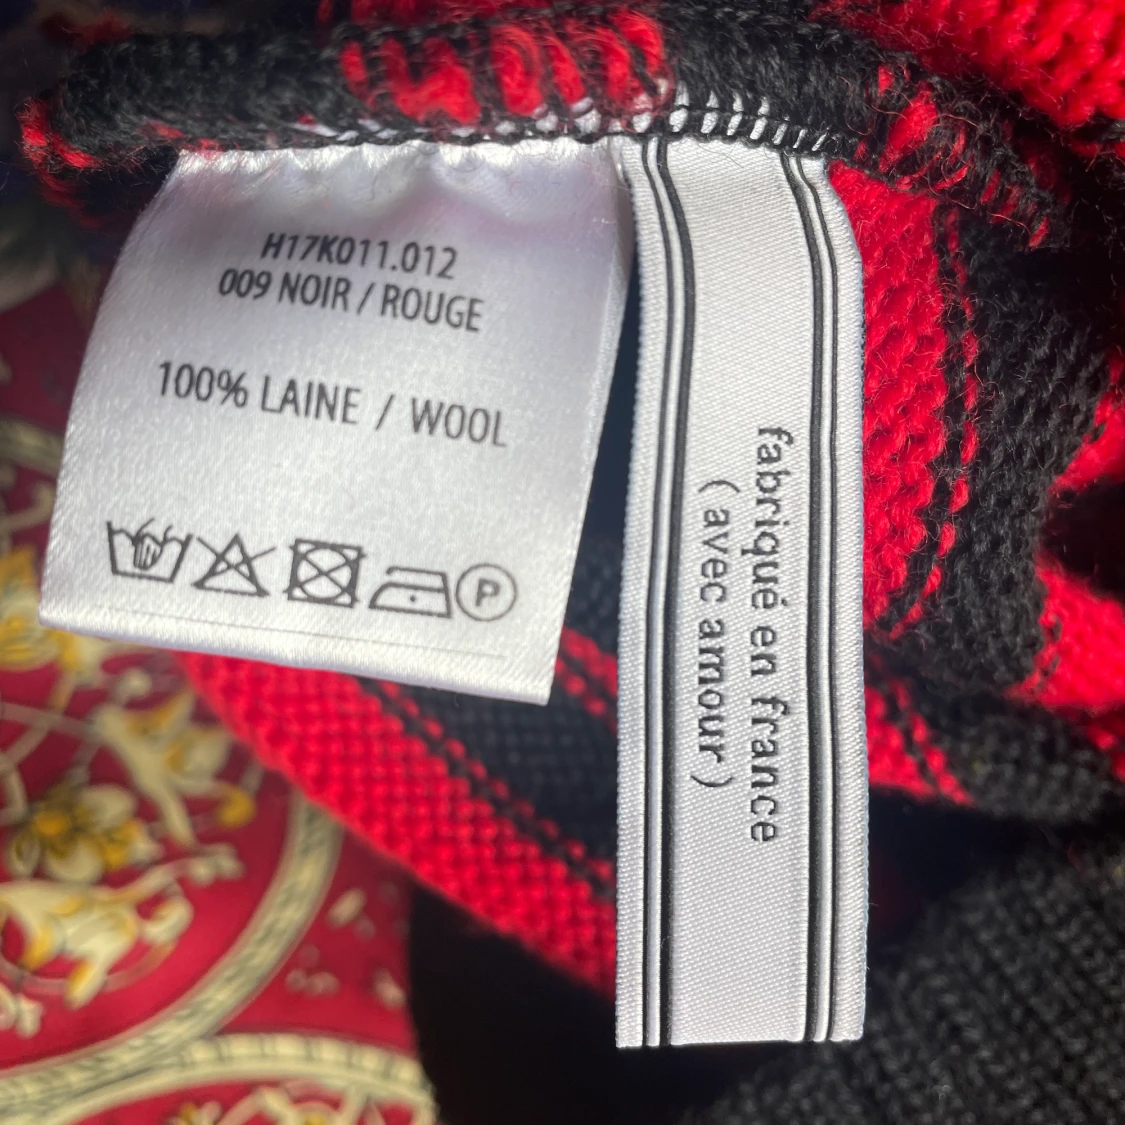 H17K011.012
009 NOIR / ROUGE
100% LAINE / WOOL
P
fabriqué en france
( avec amour )